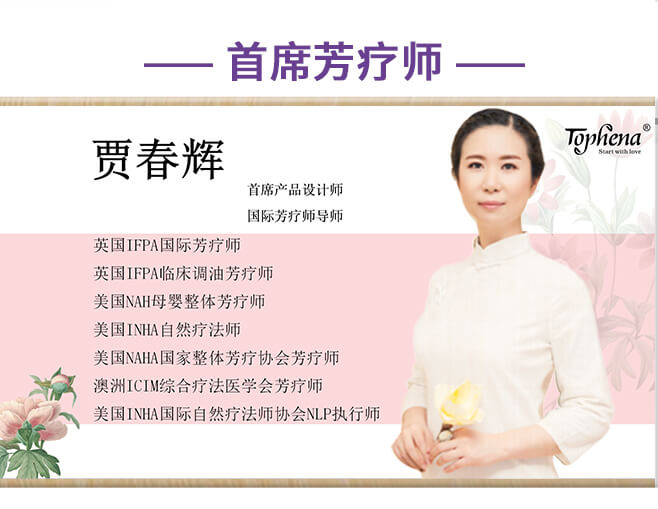 首席芳疗师
贾春辉
Tophena®
Start with love
首席产品设计师
国际芳疗师导师
英国IFPA国际芳疗师
英国IFPA临床调油芳疗师
美国NAH母婴整体芳疗师
美国INHA自然疗法师
美国NAHA国家整体芳疗协会芳疗师
澳洲ICIM综合疗法医学会芳疗师
美国INHA国际自然疗法师协会NLP执行师